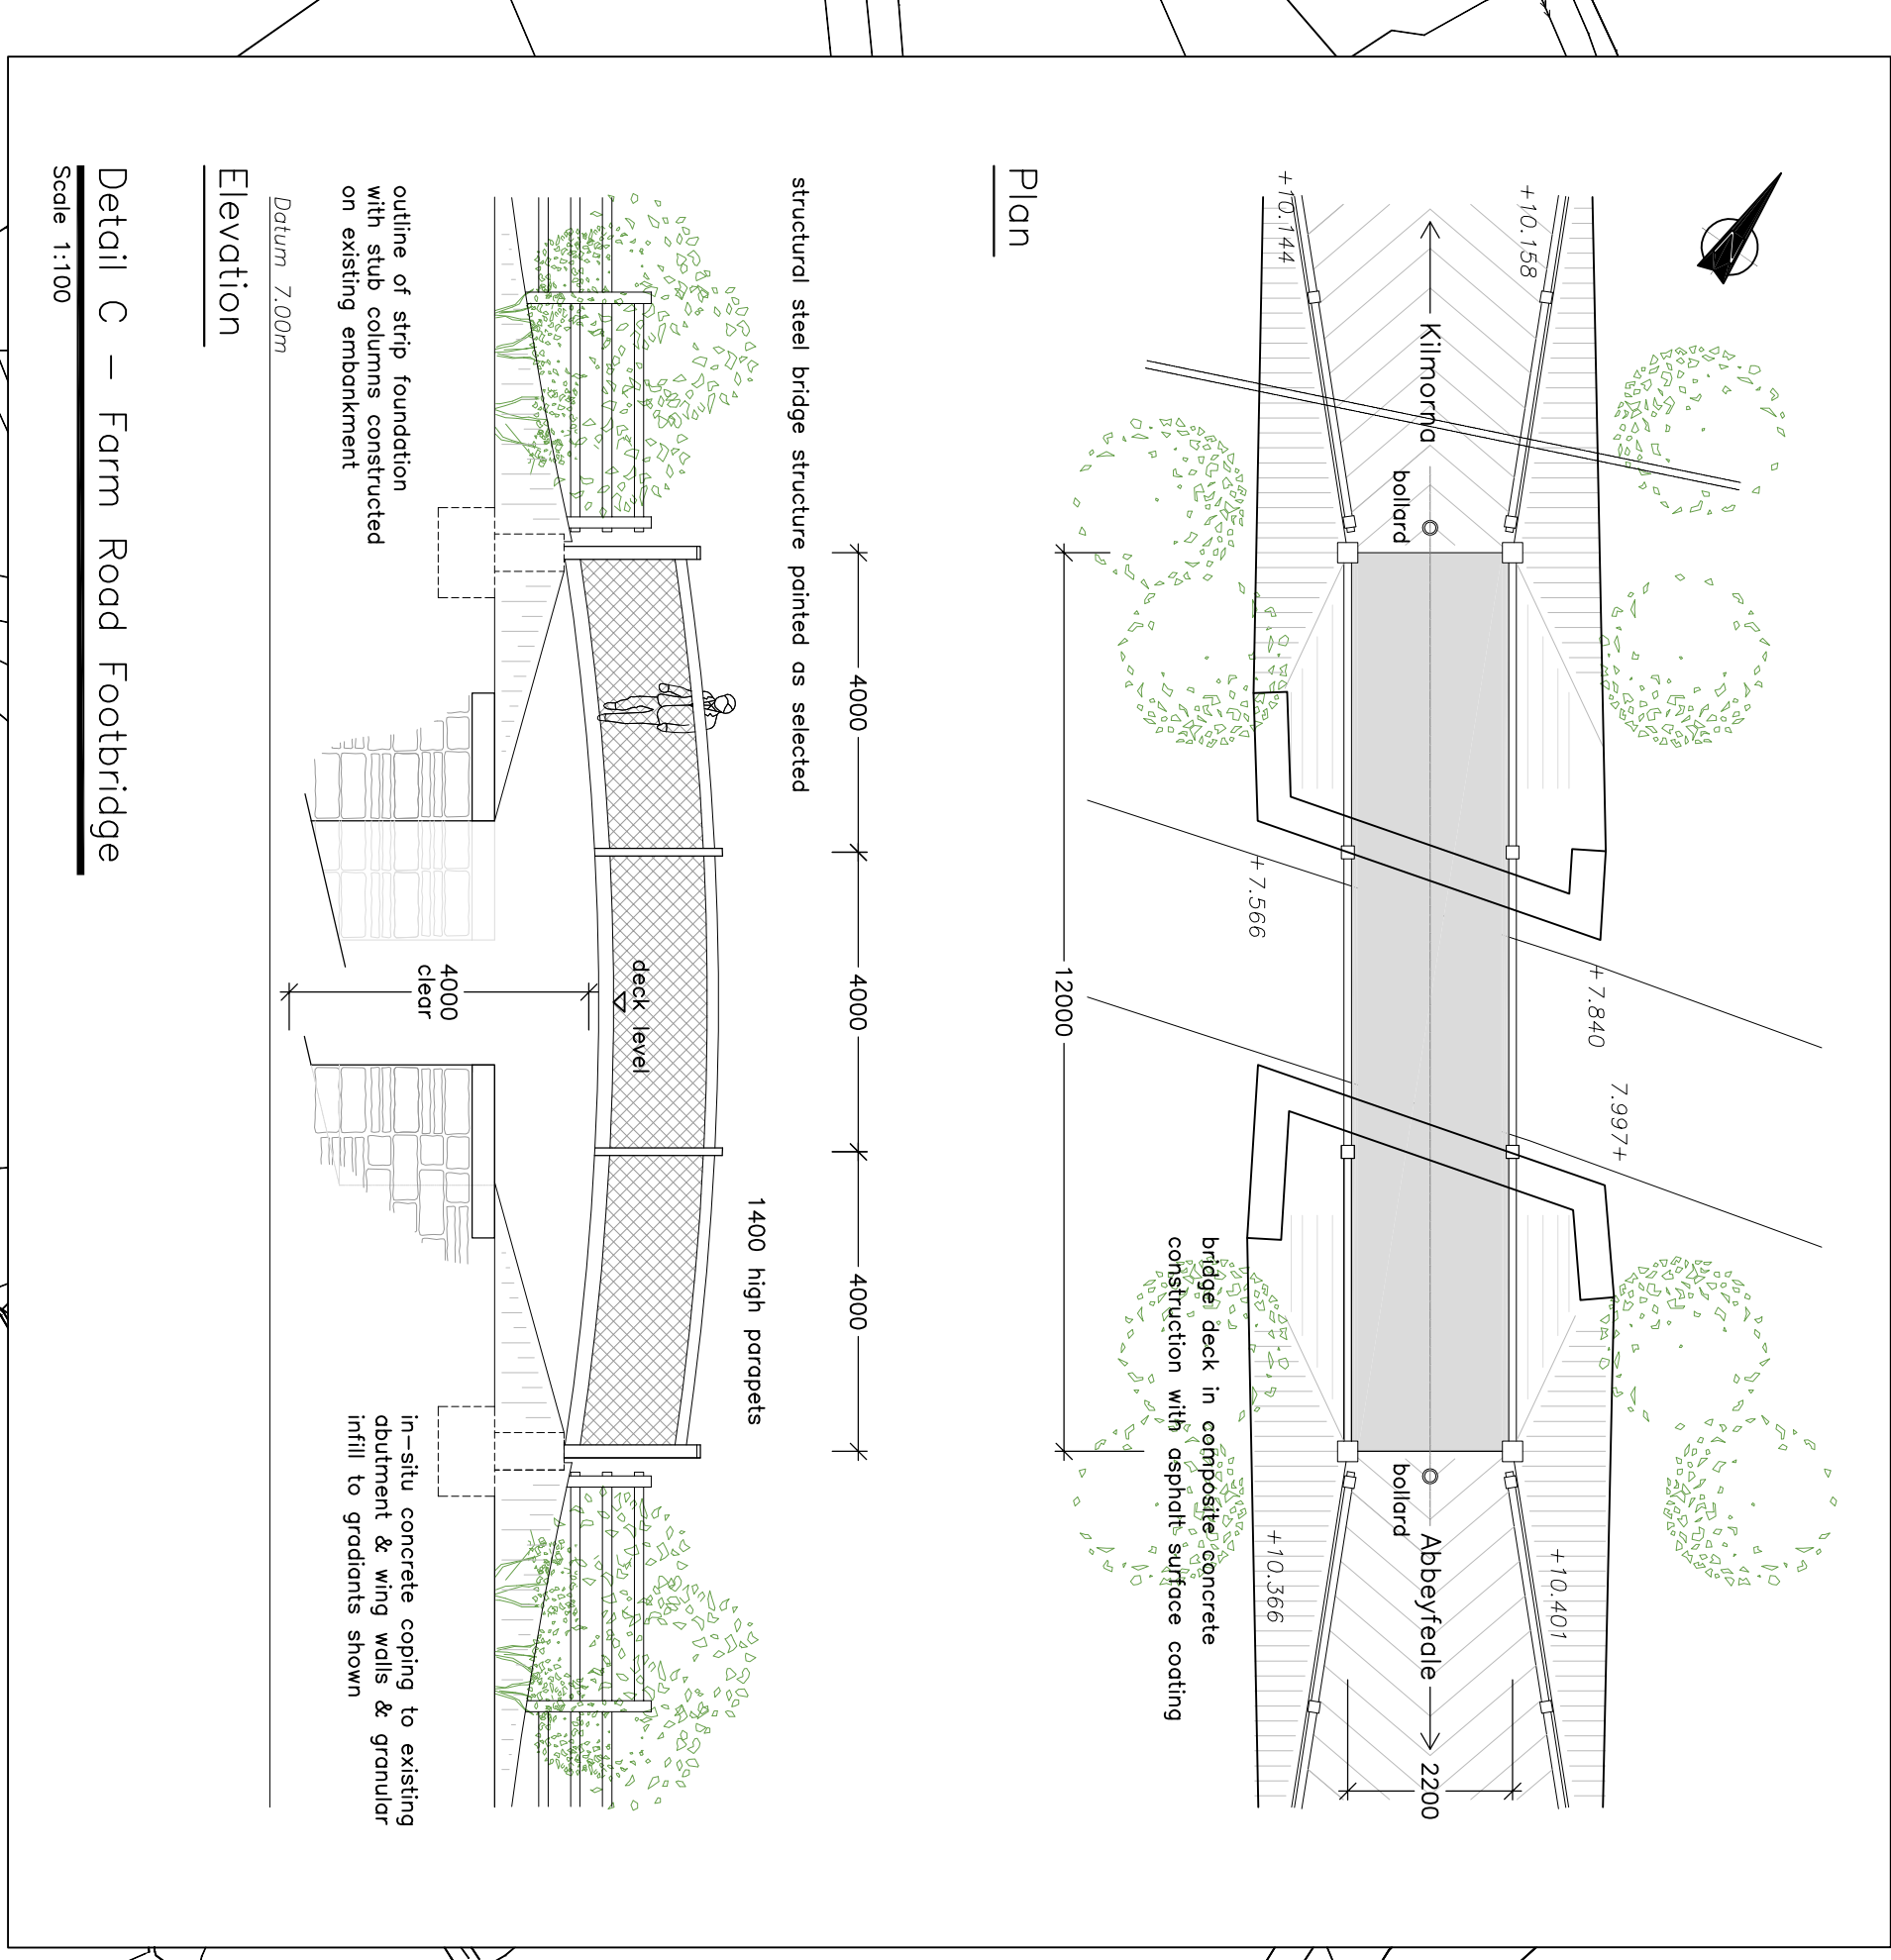 N
+10.158
+10.144
Kilmorna
bollard
+7.840
7.997+
+7.566
bollard
Abbeyfeale
+10.401
+10.366
2200
bridge deck in composite concrete
construction with asphalt surface coating
12000
Plan
4000
4000
4000
structural steel bridge structure painted as selected
1400 high parapets
deck level
4000
clear
outline of strip foundation
with stub columns constructed
on existing embankment
in-situ concrete coping to existing
abutment & wing walls & granular
infill to gradiants shown
Datum 7.00m
Elevation
Detail C - Farm Road Footbridge
Scale 1:100